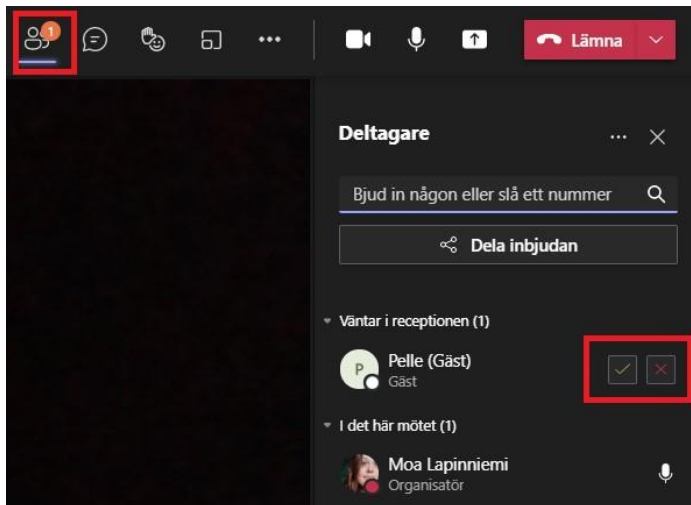 1
Lämna
Deltagare
Bjud in någon eller slå ett nummer
Dela inbjudan
Väntar i receptionen (1)
P
Pelle (Gäst)
Gäst
I det här mötet (1)
Moa Lapinniemi
Organisatör